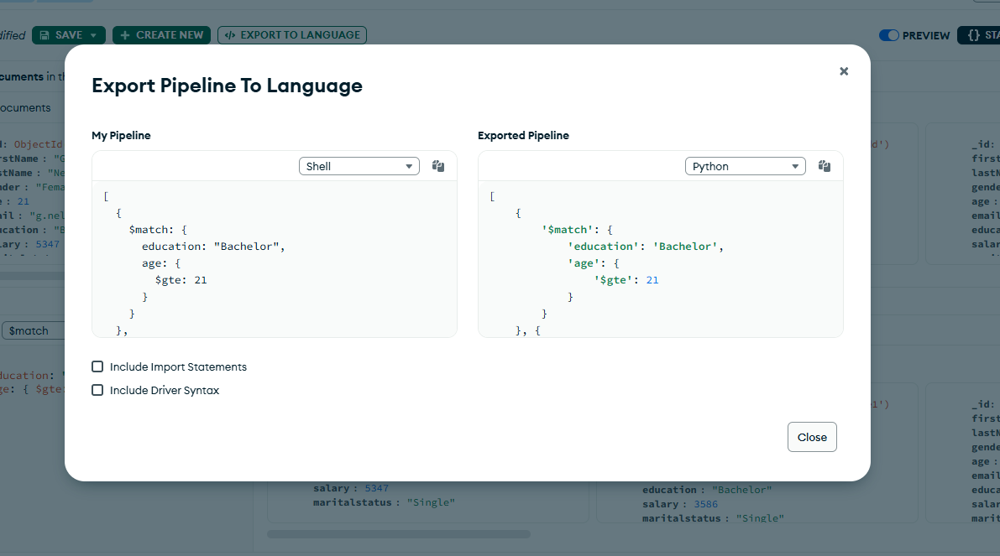 dified SAVE CREATE NEW </> EXPORT TO LANGUAGE PREVIEW {} STA
cuments in th
ocuments
Export Pipeline To Language
My Pipeline
Exported Pipeline
Shell
Python
[
{
$match: {
education: "Bachelor",
age: {
$gte: 21
}
}
},
[
{
'$match': {
'education': 'Bachelor',
'age': {
'$gte': 21
}
}
}, {
Include Import Statements
Include Driver Syntax
Close
d: ObjectId
rstName : "G
stName : "Ne
nder : "Fema
e : 21
ail : "g.nel
ucation : "B
lary : 5347
$match
ducation: '
ge: { $gte:
d')
_id:
first
lastN
gende
age :
email
educa
salar
1')
_id:
first
lastN
gende
age :
email
educa
salar
marit
salary : 5347
maritalstatus : "Single"
education : "Bachelor"
salary : 3586
maritalstatus : "Single"